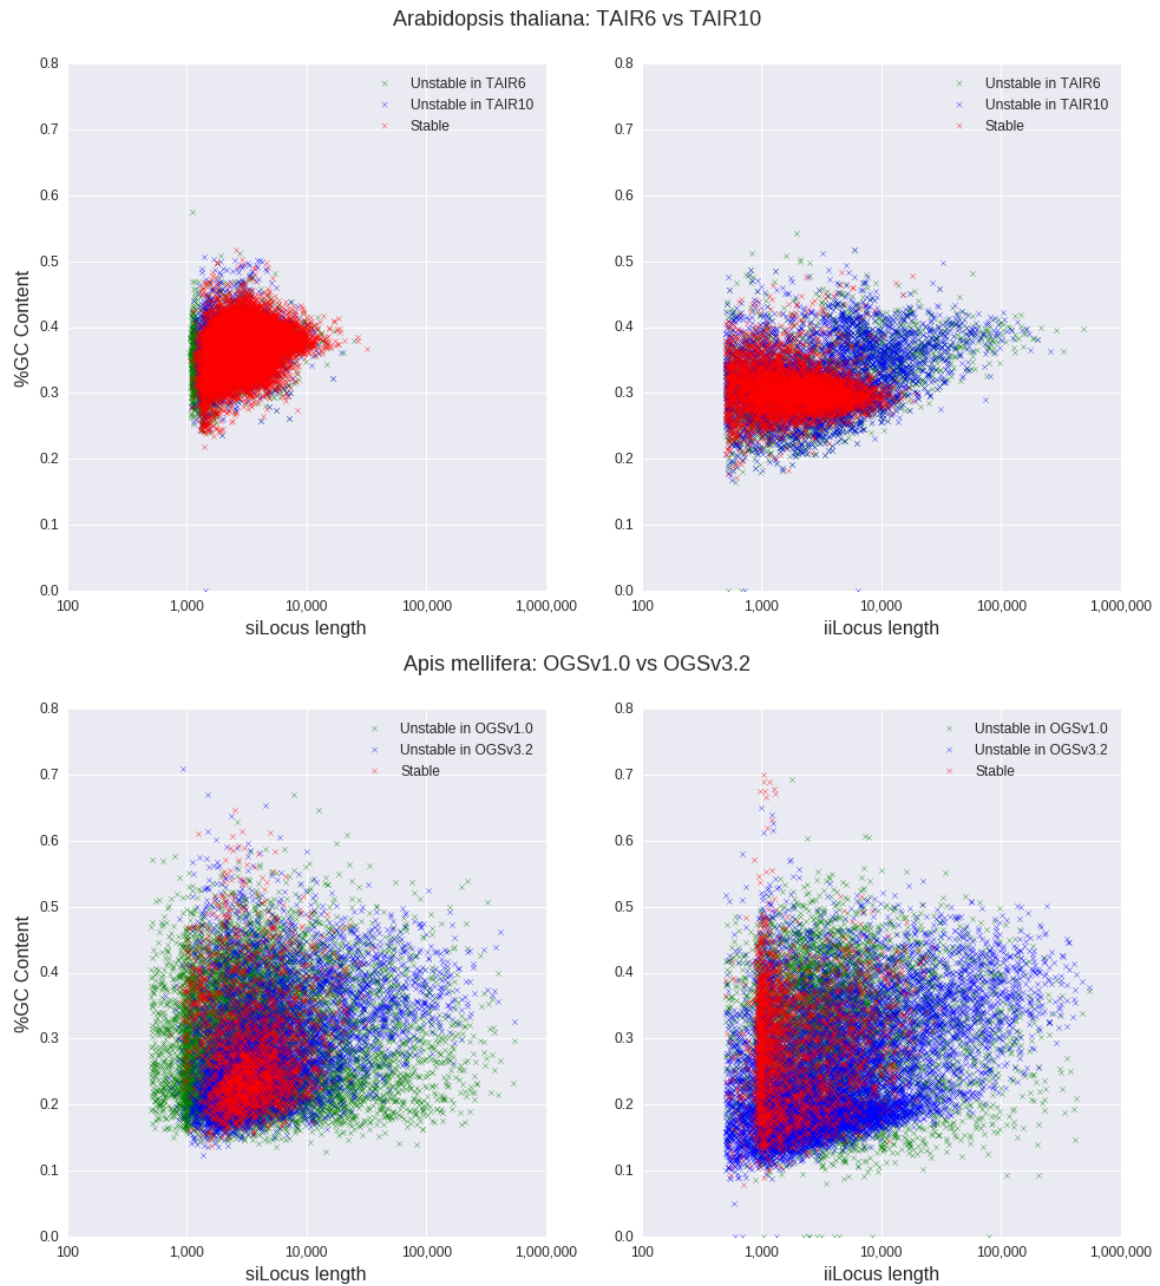 Arabidopsis thaliana: TAIR6 vs TAIR10
0.8
0.7
0.6
0.5
0.4
0.3
0.2
0.1
0.0
%GC Content
Unstable in TAIR6
Unstable in TAIR10
Stable
100 1,000 10,000 100,000 1,000,000
siLocus length
0.8
0.7
0.6
0.5
0.4
0.3
0.2
0.1
0.0
Unstable in TAIR6
Unstable in TAIR10
Stable
100 1,000 10,000 100,000 1,000,000
iiLocus length
Apis mellifera: OGSv1.0 vs OGSv3.2
0.8
0.7
0.6
0.5
0.4
0.3
0.2
0.1
0.0
%GC Content
Unstable in OGSv1.0
Unstable in OGSv3.2
Stable
100 1,000 10,000 100,000 1,000,000
siLocus length
0.8
0.7
0.6
0.5
0.4
0.3
0.2
0.1
0.0
Unstable in OGSv1.0
Unstable in OGSv3.2
Stable
100 1,000 10,000 100,000 1,000,000
iiLocus length